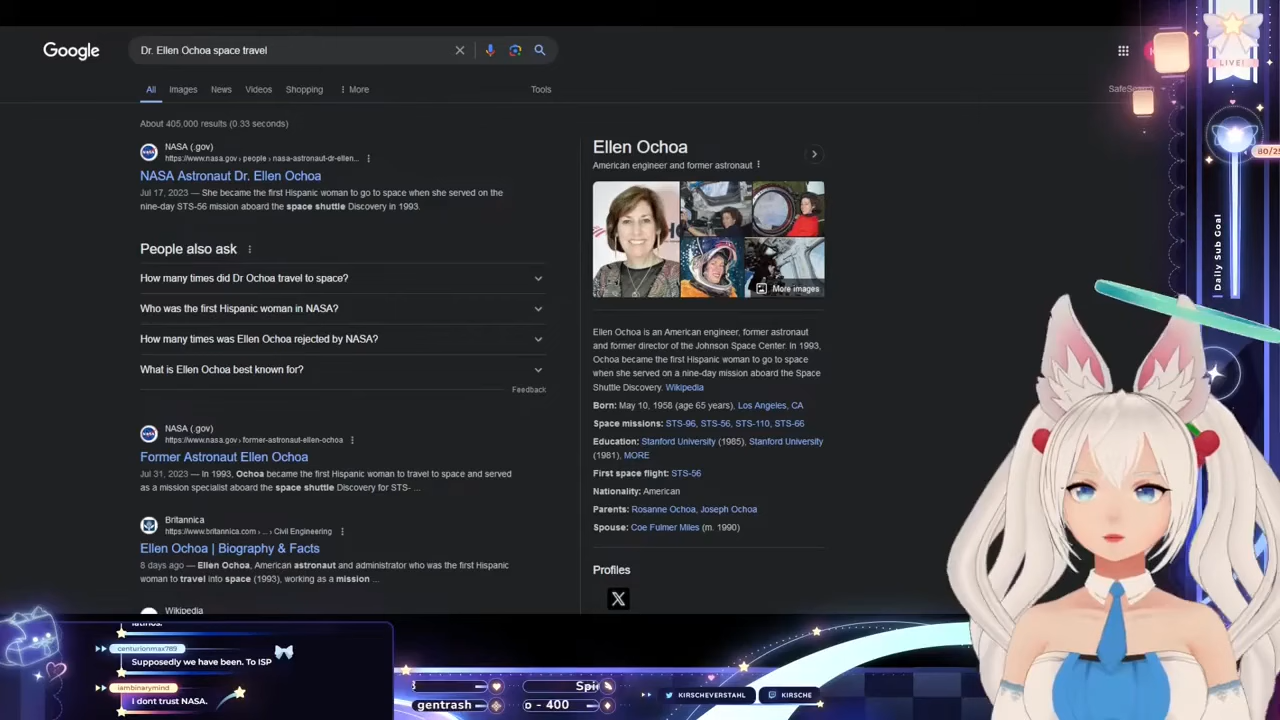 Google
Dr. Ellen Ochoa space travel
LIVE!
All Images News Videos Shopping More Tools
About 405,000 results (0.33 seconds)
NASA (.gov)
https://www.nasa.gov › people › nasa-astronaut-dr-ellen...
NASA Astronaut Dr. Ellen Ochoa
Jul 17, 2023 — She became the first Hispanic woman to go to space when she served on the
nine-day STS-56 mission aboard the space shuttle Discovery in 1993.
People also ask
How many times did Dr Ochoa travel to space?
Who was the first Hispanic woman in NASA?
How many times was Ellen Ochoa rejected by NASA?
What is Ellen Ochoa best known for?
Feedback
NASA (.gov)
https://www.nasa.gov › former-astronaut-ellen-ochoa
Former Astronaut Ellen Ochoa
Jul 31, 2023 — In 1993, Ochoa became the first Hispanic woman to travel to space and served
as a mission specialist aboard the space shuttle Discovery for STS- ...
Britannica
https://www.britannica.com › ... › Civil Engineering
Ellen Ochoa | Biography & Facts
8 days ago — Ellen Ochoa, American astronaut and administrator who was the first Hispanic
woman to travel into space (1993), working as a mission ...
Wikipedia
Ellen Ochoa
American engineer and former astronaut
More images
Ellen Ochoa is an American engineer, former astronaut
and former director of the Johnson Space Center. In 1993,
Ochoa became the first Hispanic woman to go to space
when she served on a nine-day mission aboard the Space
Shuttle Discovery. Wikipedia
Born: May 10, 1958 (age 65 years), Los Angeles, CA
Space missions: STS-96, STS-56, STS-110, STS-66
Education: Stanford University (1985), Stanford University
(1981), MORE
First space flight: STS-56
Nationality: American
Parents: Rosanne Ochoa, Joseph Ochoa
Spouse: Coe Fulmer Miles (m. 1990)
Profiles
Daily Sub Goal
latinos.
centurionmax789
Supposedly we have been. To ISP
iambinarymind
I dont trust NASA.
gentrash
o - 400
KIRSCHEVERSTAHL
KIRSCHE